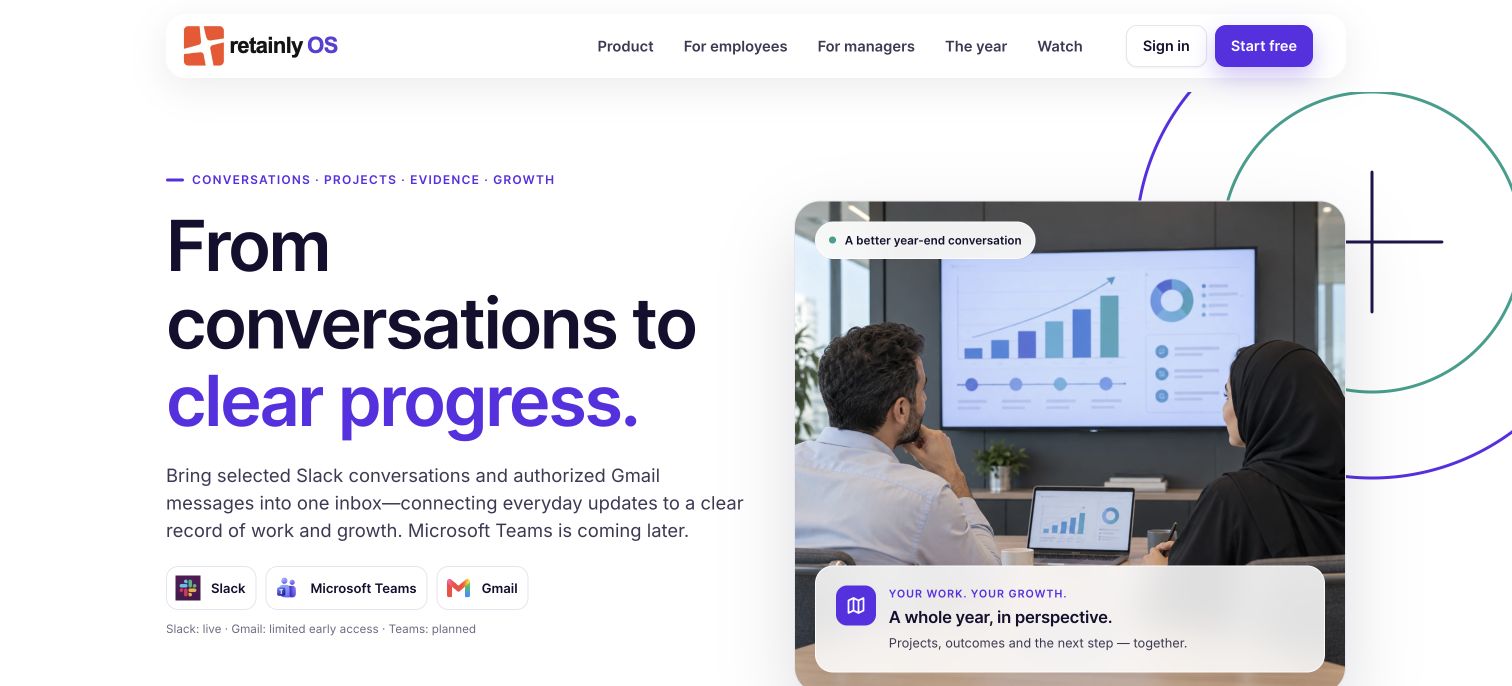 retainly OS
Product
For employees
For managers
The year
Watch
Sign in
Start free
CONVERSATIONS · PROJECTS · EVIDENCE · GROWTH
From
conversations to
clear progress.
Bring selected Slack conversations and authorized Gmail
messages into one inbox—connecting everyday updates to a clear
record of work and growth. Microsoft Teams is coming later.
Slack
Microsoft Teams
Gmail
Slack: live · Gmail: limited early access · Teams: planned
A better year-end conversation
YOUR WORK. YOUR GROWTH.
A whole year, in perspective.
Projects, outcomes and the next step — together.